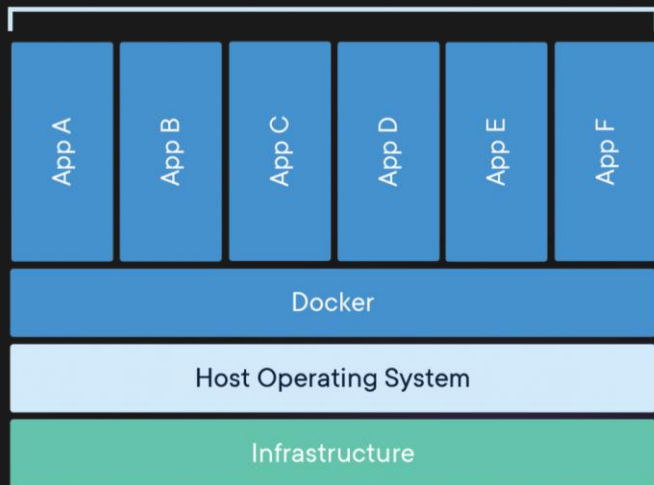 App A
App B
App C
App D
App E
App F
Docker
Host Operating System
Infrastructure